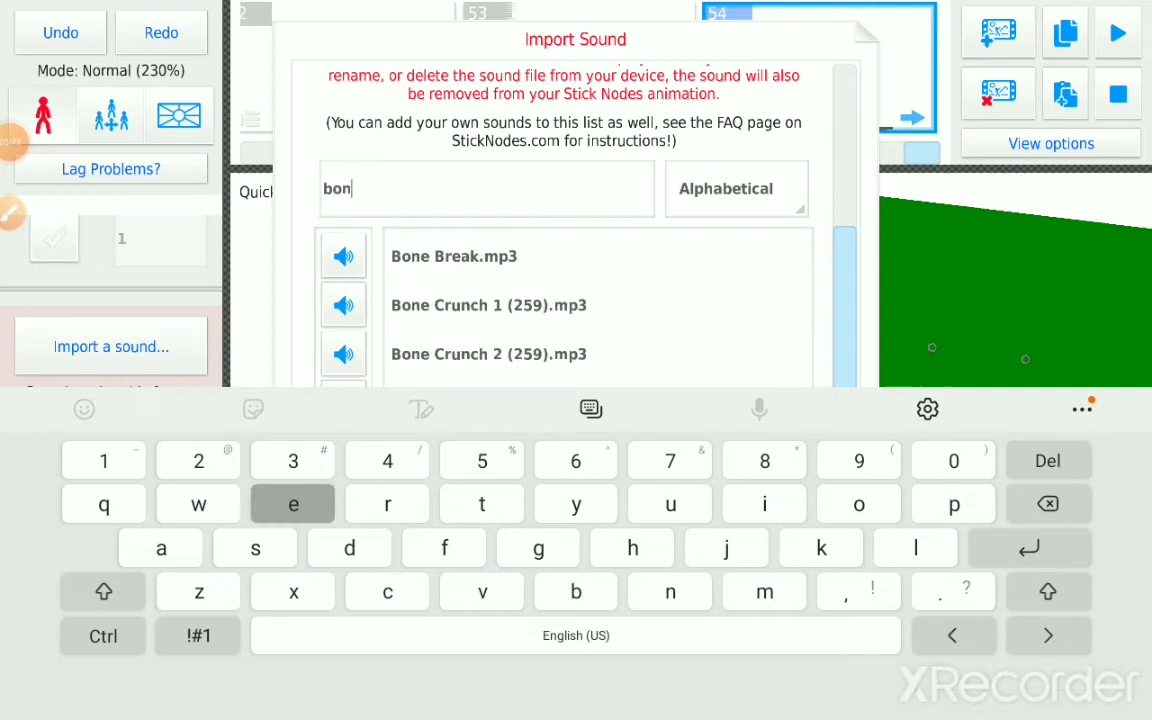 2
53
54
Undo
Redo
Mode: Normal (230%)
Lag Problems?
1
Import a sound...
View options
Import Sound
rename, or delete the sound file from your device, the sound will also
be removed from your Stick Nodes animation.
(You can add your own sounds to this list as well, see the FAQ page on
StickNodes.com for instructions!)
bon
Alphabetical
Bone Break.mp3
Bone Crunch 1 (259).mp3
Bone Crunch 2 (259).mp3
1 2 @ 3 # 4 / 5 % 6 ^ 7 & 8 * 9 ( 0 ) Del
q w e r t y u i o p
a s d f g h j k l
z x c v b n m , ! . ?
Ctrl !#1 English (US) < >
XRecorder